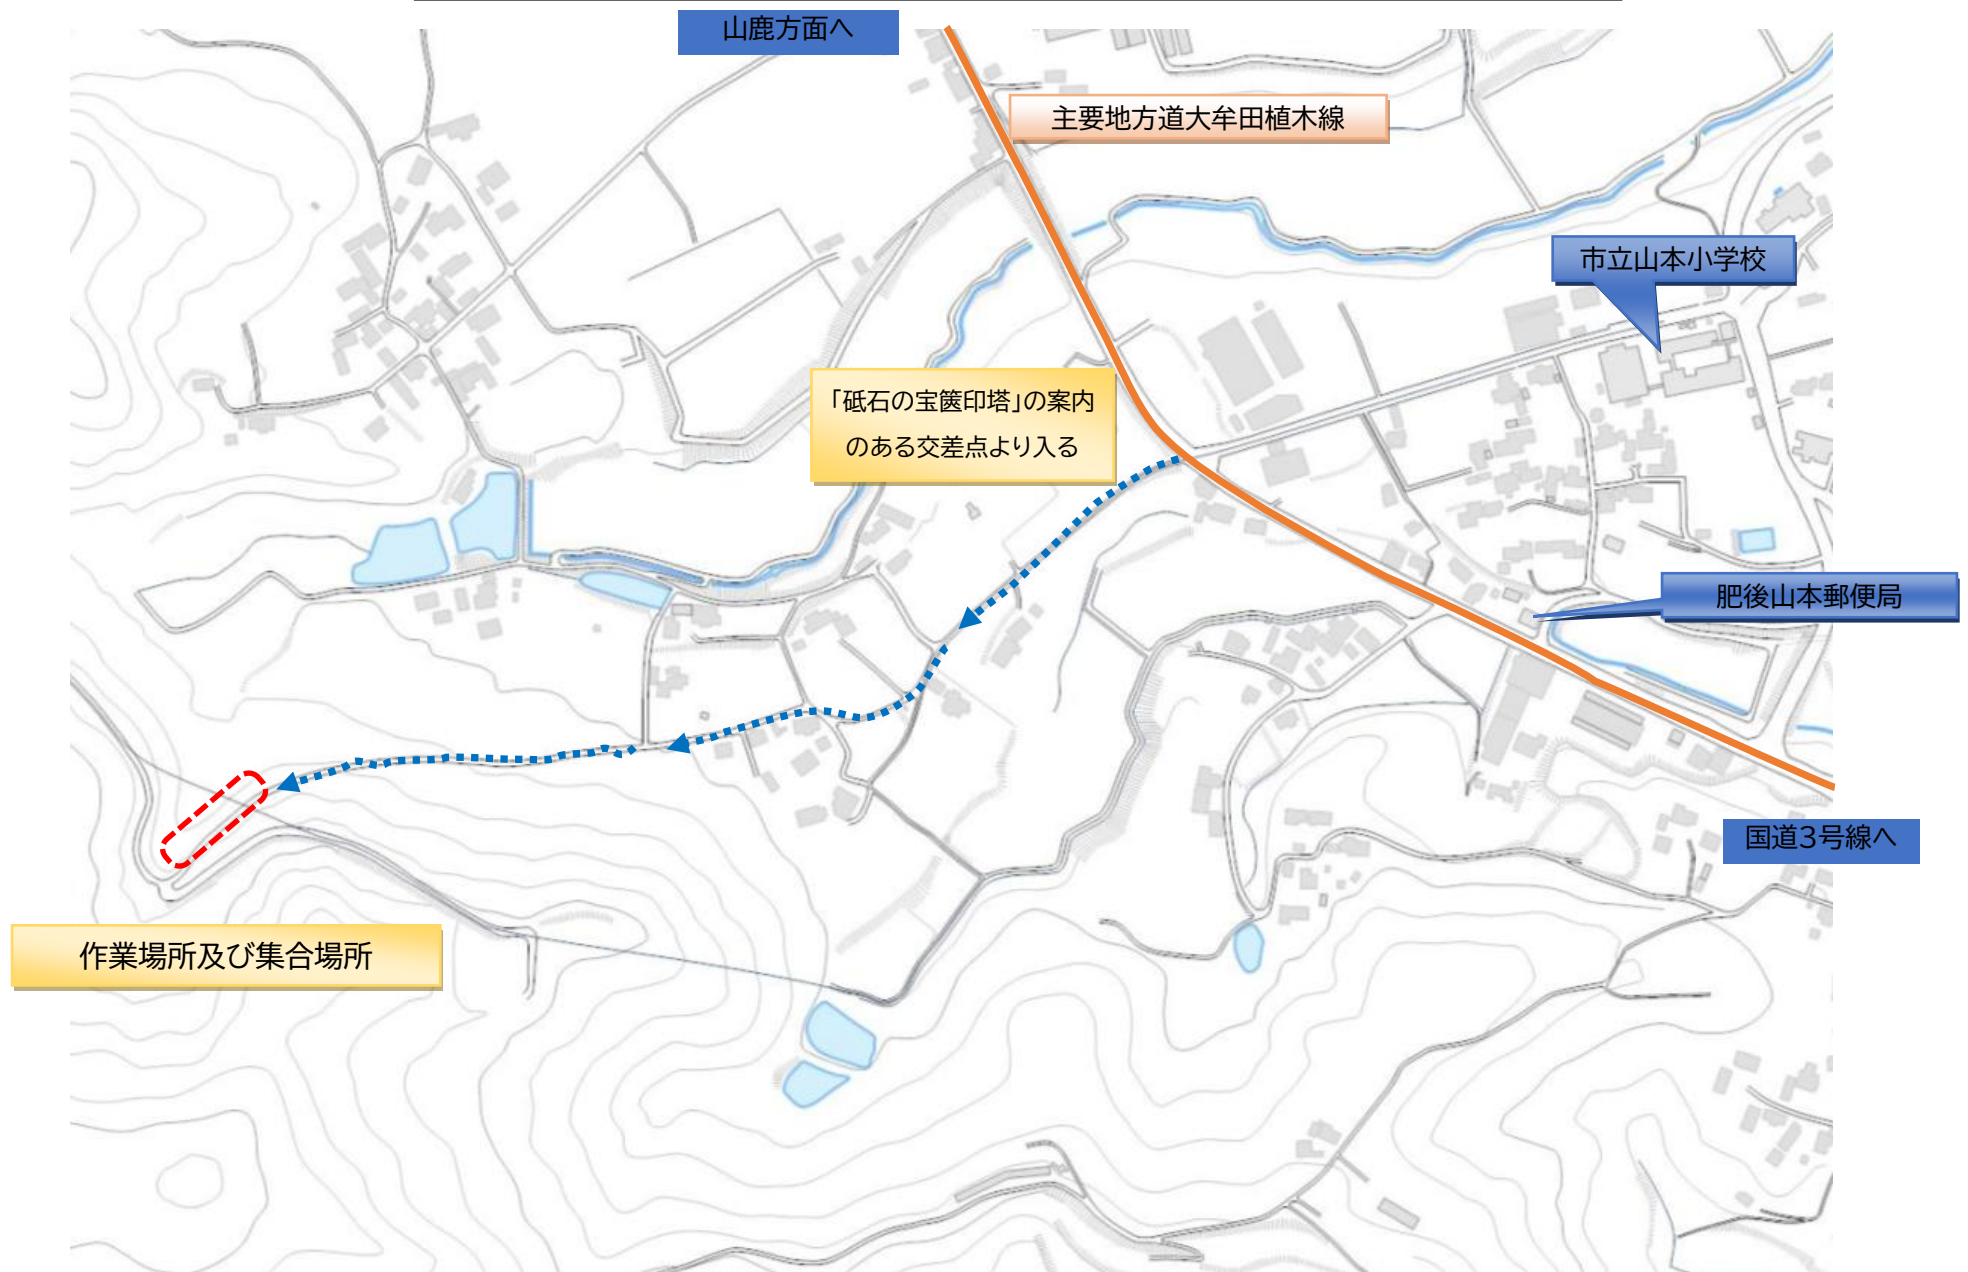 山鹿方面へ
主要地方道大牟田植木線
市立山本小学校
「砥石の宝篋印塔」の案内
のある交差点より入る
肥後山本郵便局
国道3号線へ
作業場所及び集合場所